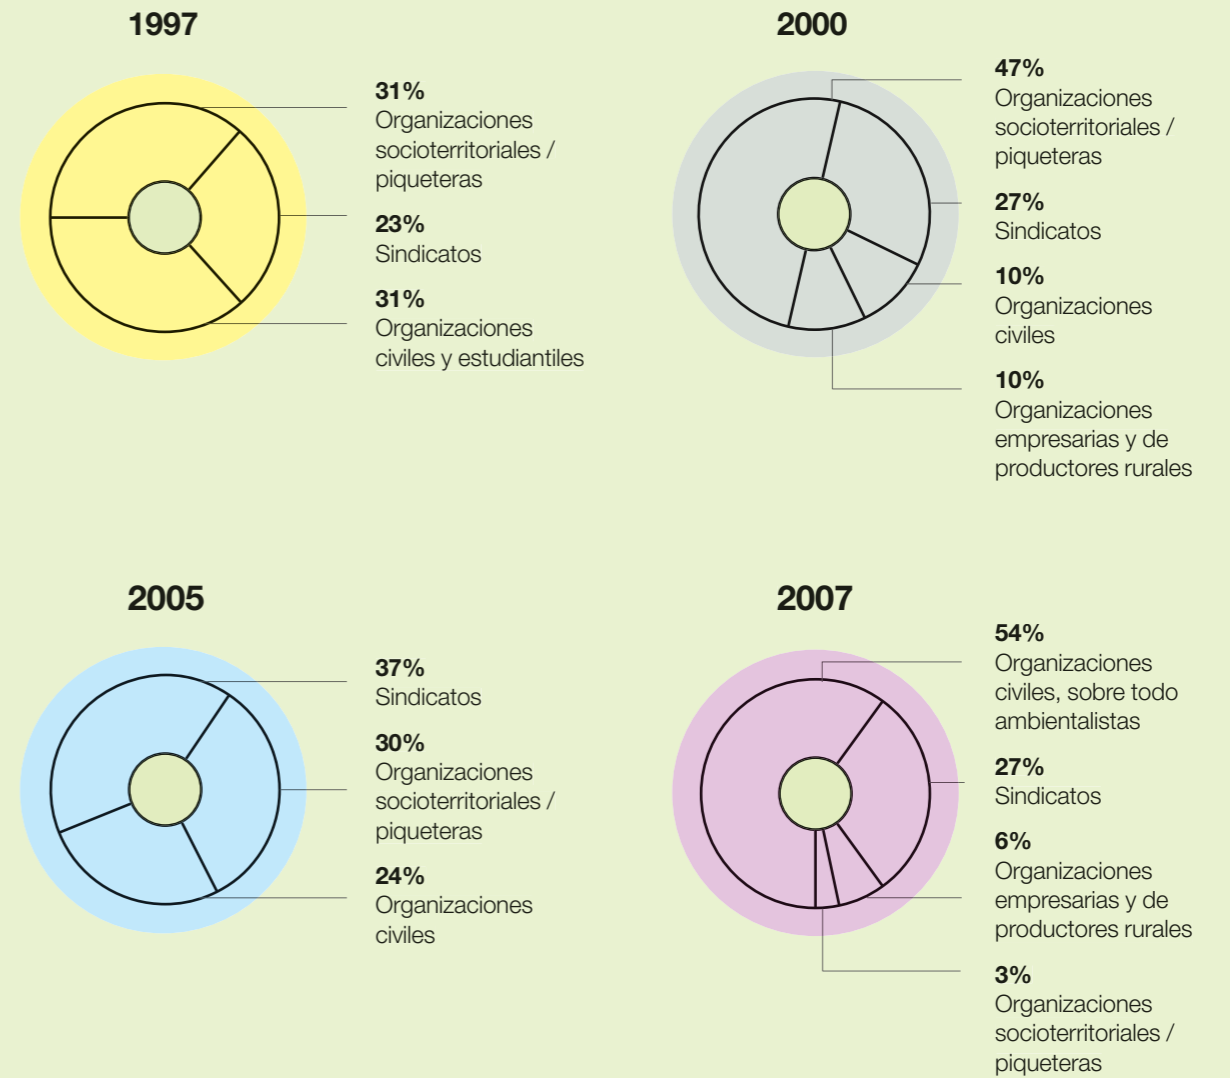 1997
31%
Organizaciones
socioterritoriales /
piqueteras
23%
Sindicatos
31%
Organizaciones
civiles y estudiantiles
2000
47%
Organizaciones
socioterritoriales /
piqueteras
27%
Sindicatos
10%
Organizaciones
civiles
10%
Organizaciones
empresarias y de
productores rurales
2005
37%
Sindicatos
30%
Organizaciones
socioterritoriales /
piqueteras
24%
Organizaciones
civiles
2007
54%
Organizaciones
civiles, sobre todo
ambientalistas
27%
Sindicatos
6%
Organizaciones
empresarias y de
productores rurales
3%
Organizaciones
socioterritoriales /
piqueteras